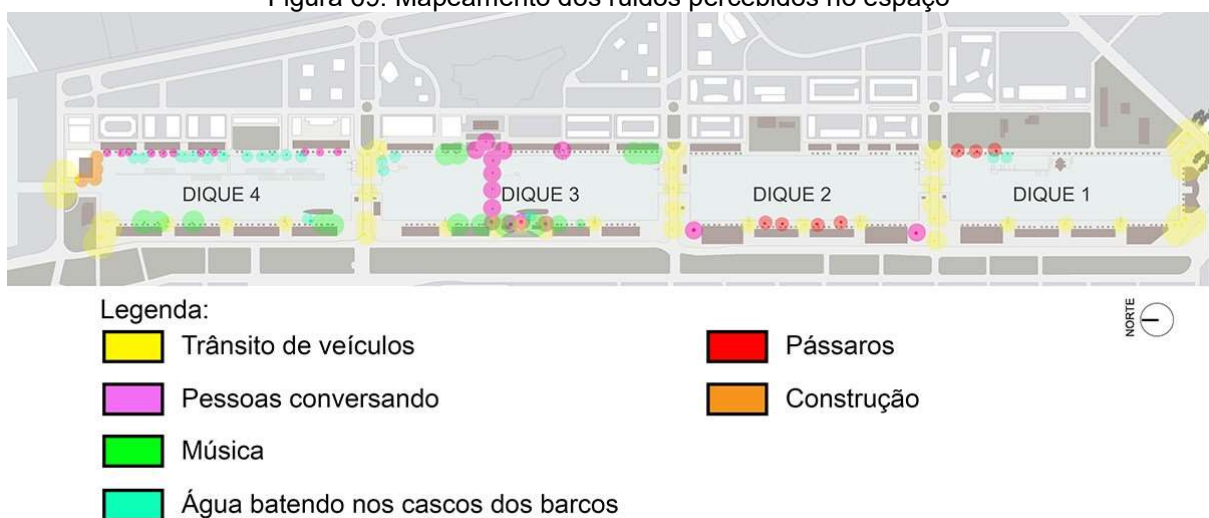 Figura 69: Mapeamento dos ruídos percebidos no espaço
DIQUE 4
DIQUE 3
DIQUE 2
DIQUE 1
Legenda:
NORTE
Trânsito de veículos
Pássaros
Pessoas conversando
Construção
Música
Água batendo nos cascos dos barcos